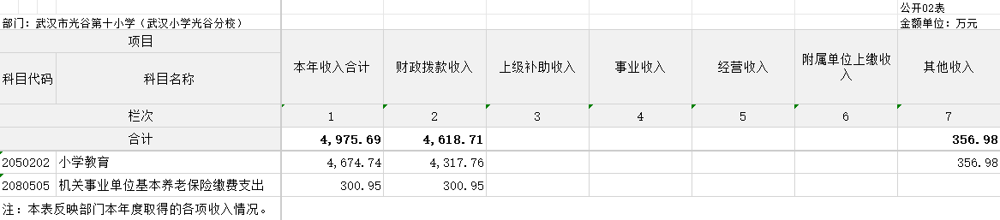 公开02表
部门：武汉市光谷第十小学（武汉小学光谷分校） 金额单位：万元
项目 本年收入合计 财政拨款收入 上级补助收入 事业收入 经营收入 附属单位上缴收入 其他收入
科目代码 科目名称
栏次 1 2 3 4 5 6 7
合计 4,975.69 4,618.71 356.98
2050202 小学教育 4,674.74 4,317.76 356.98
2080505 机关事业单位基本养老保险缴费支出 300.95 300.95
注：本表反映部门本年度取得的各项收入情况。